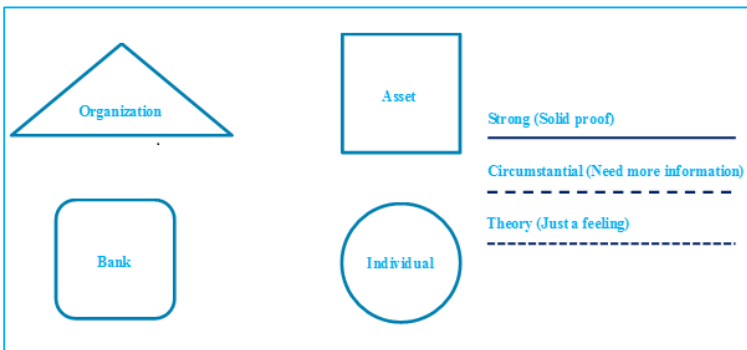 Organization
Asset
Strong (Solid proof)
Circumstantial (Need more information)
Theory (Just a feeling)
Bank
Individual